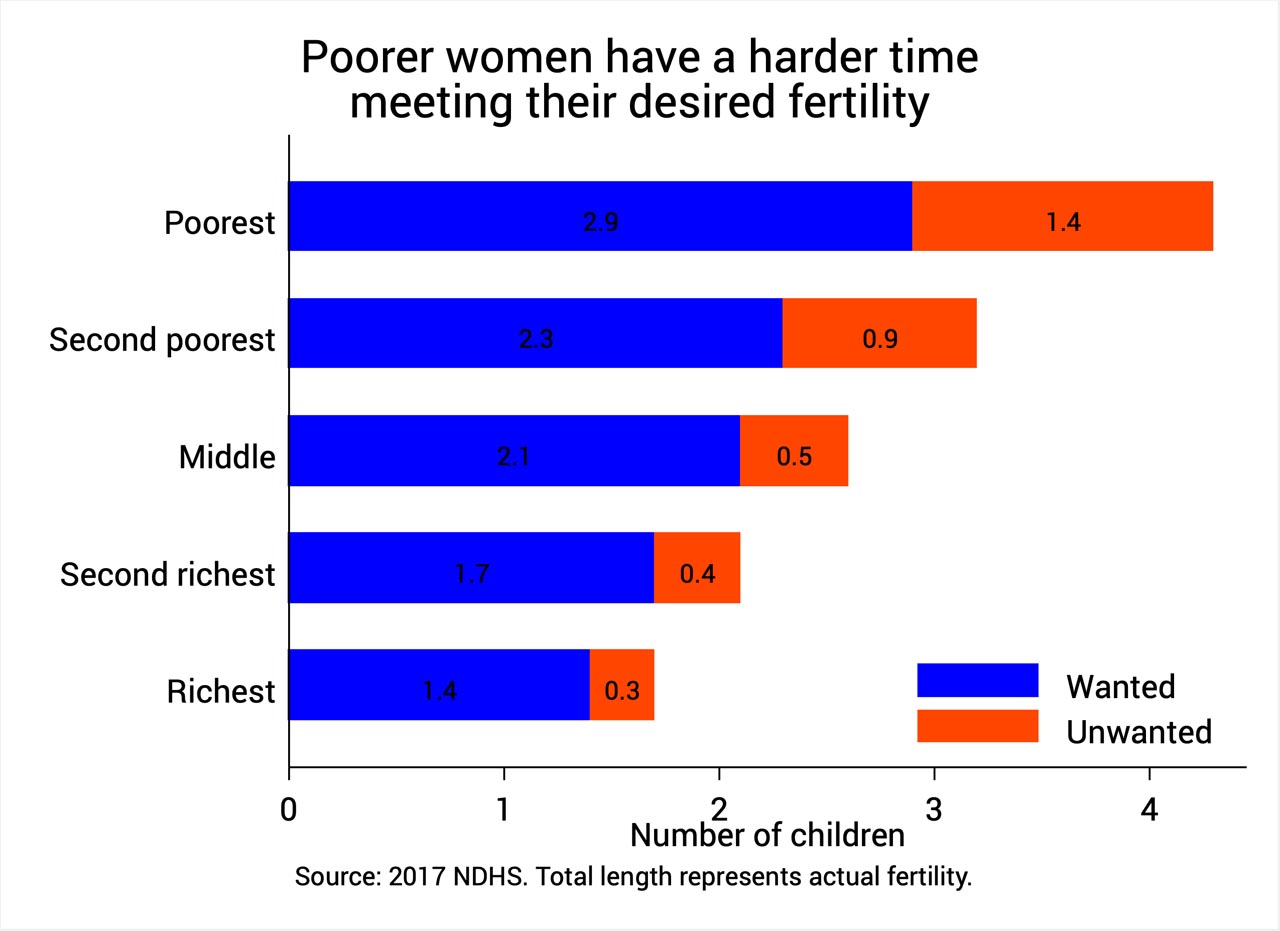 Poorer women have a harder time
meeting their desired fertility
Poorest
2.9
1.4
Second poorest
2.3
0.9
Middle
2.1
0.5
Second richest
1.7
0.4
Richest
1.4
0.3
Wanted
Unwanted
0 1 2 3 4
Number of children
Source: 2017 NDHS. Total length represents actual fertility.